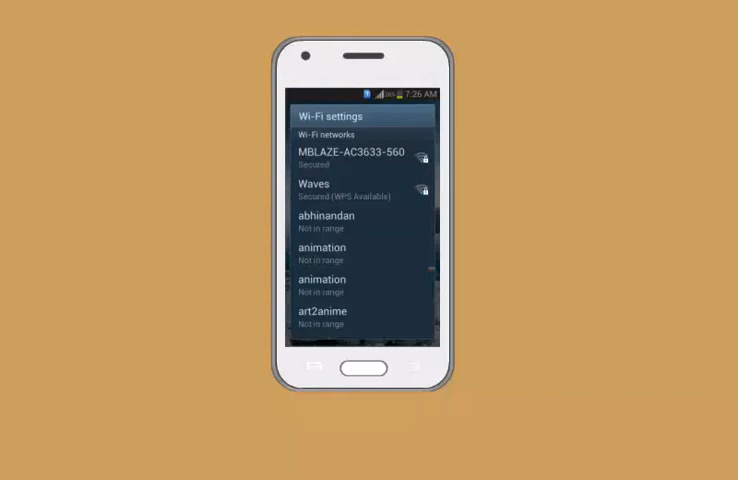 7:26 AM
Wi-Fi settings
Wi-Fi networks
MBLAZE-AC3633-560
Secured
Waves
Secured (WPS Available)
abhinandan
Not in range
animation
Not in range
animation
Not in range
art2anime
Not in range